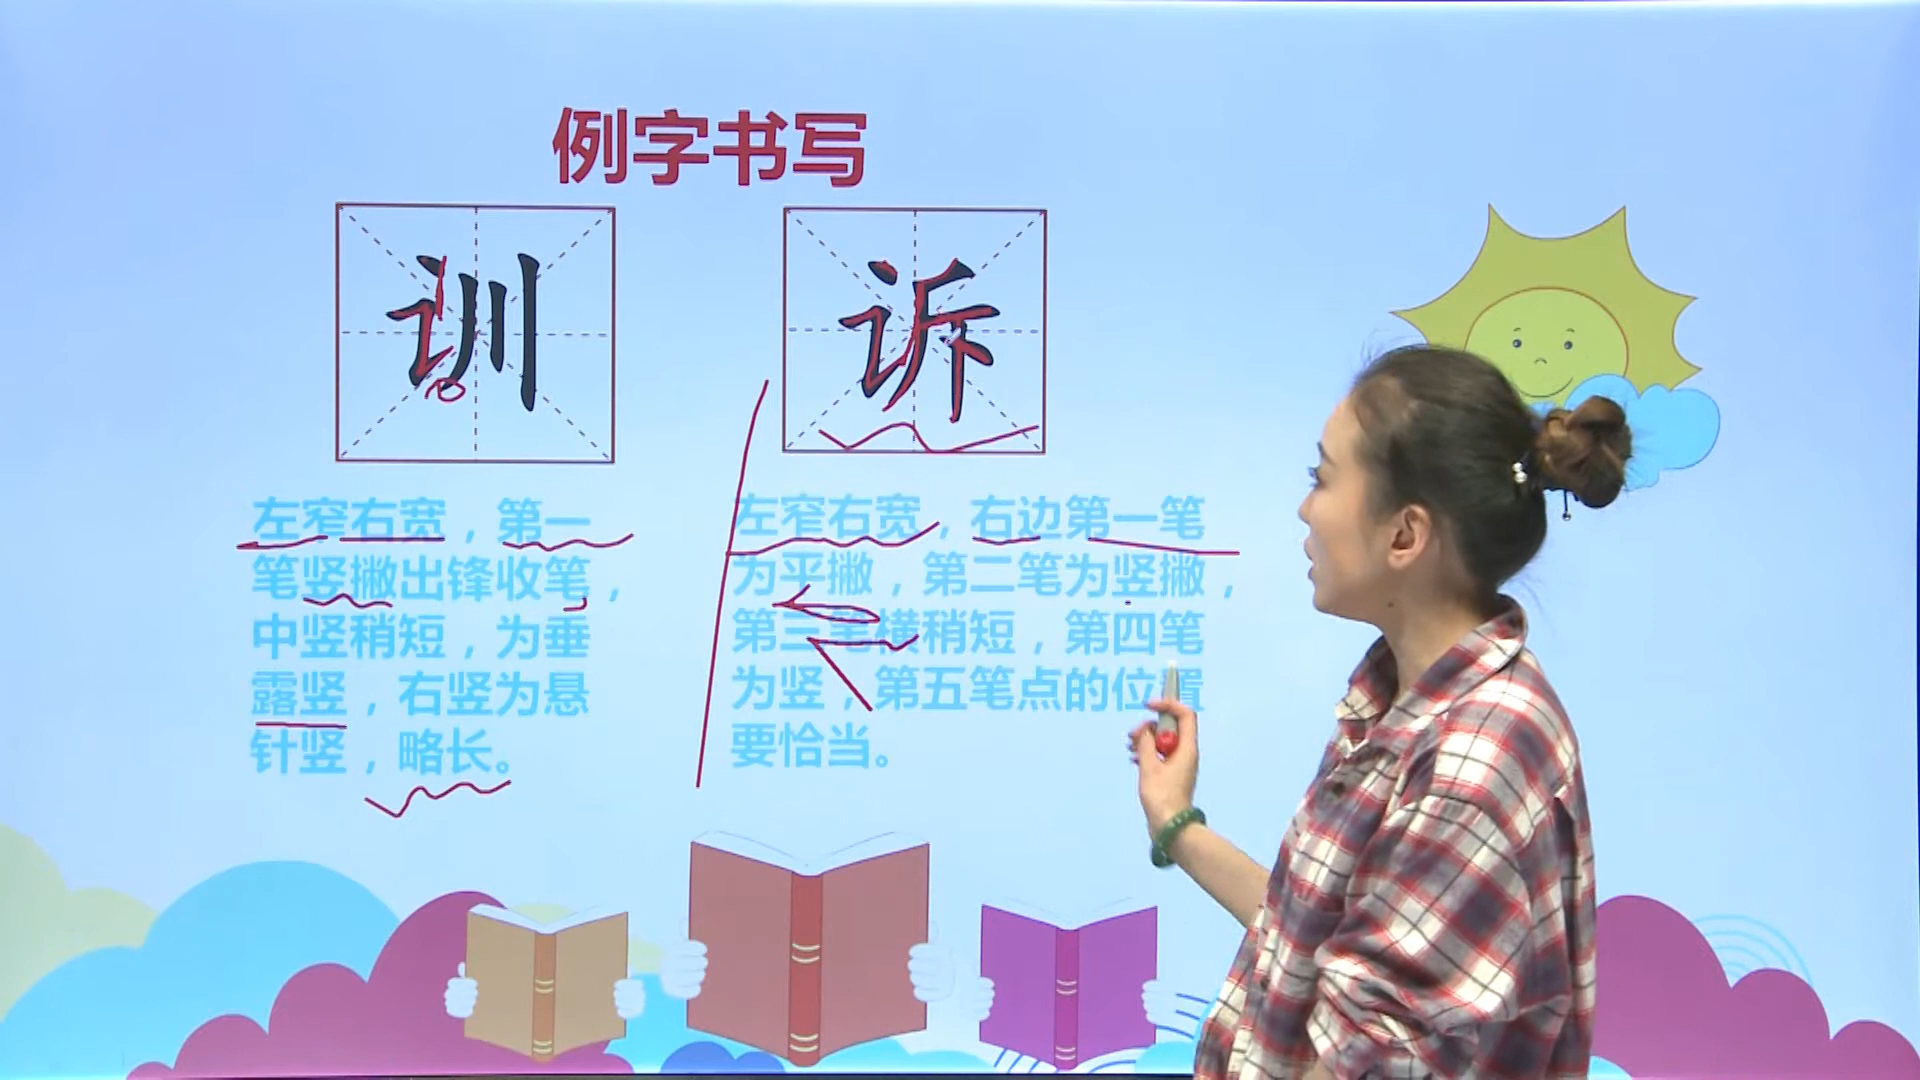 例字书写
训
诉
左窄右宽，第一
笔竖撇出锋收笔，
中竖稍短，为垂
露竖，右竖为悬
针竖，略长。
左窄右宽，右边第一笔
为平撇，第二笔为竖撇，
第三笔横稍短，第四笔
为竖，第五笔点的位置
要恰当。